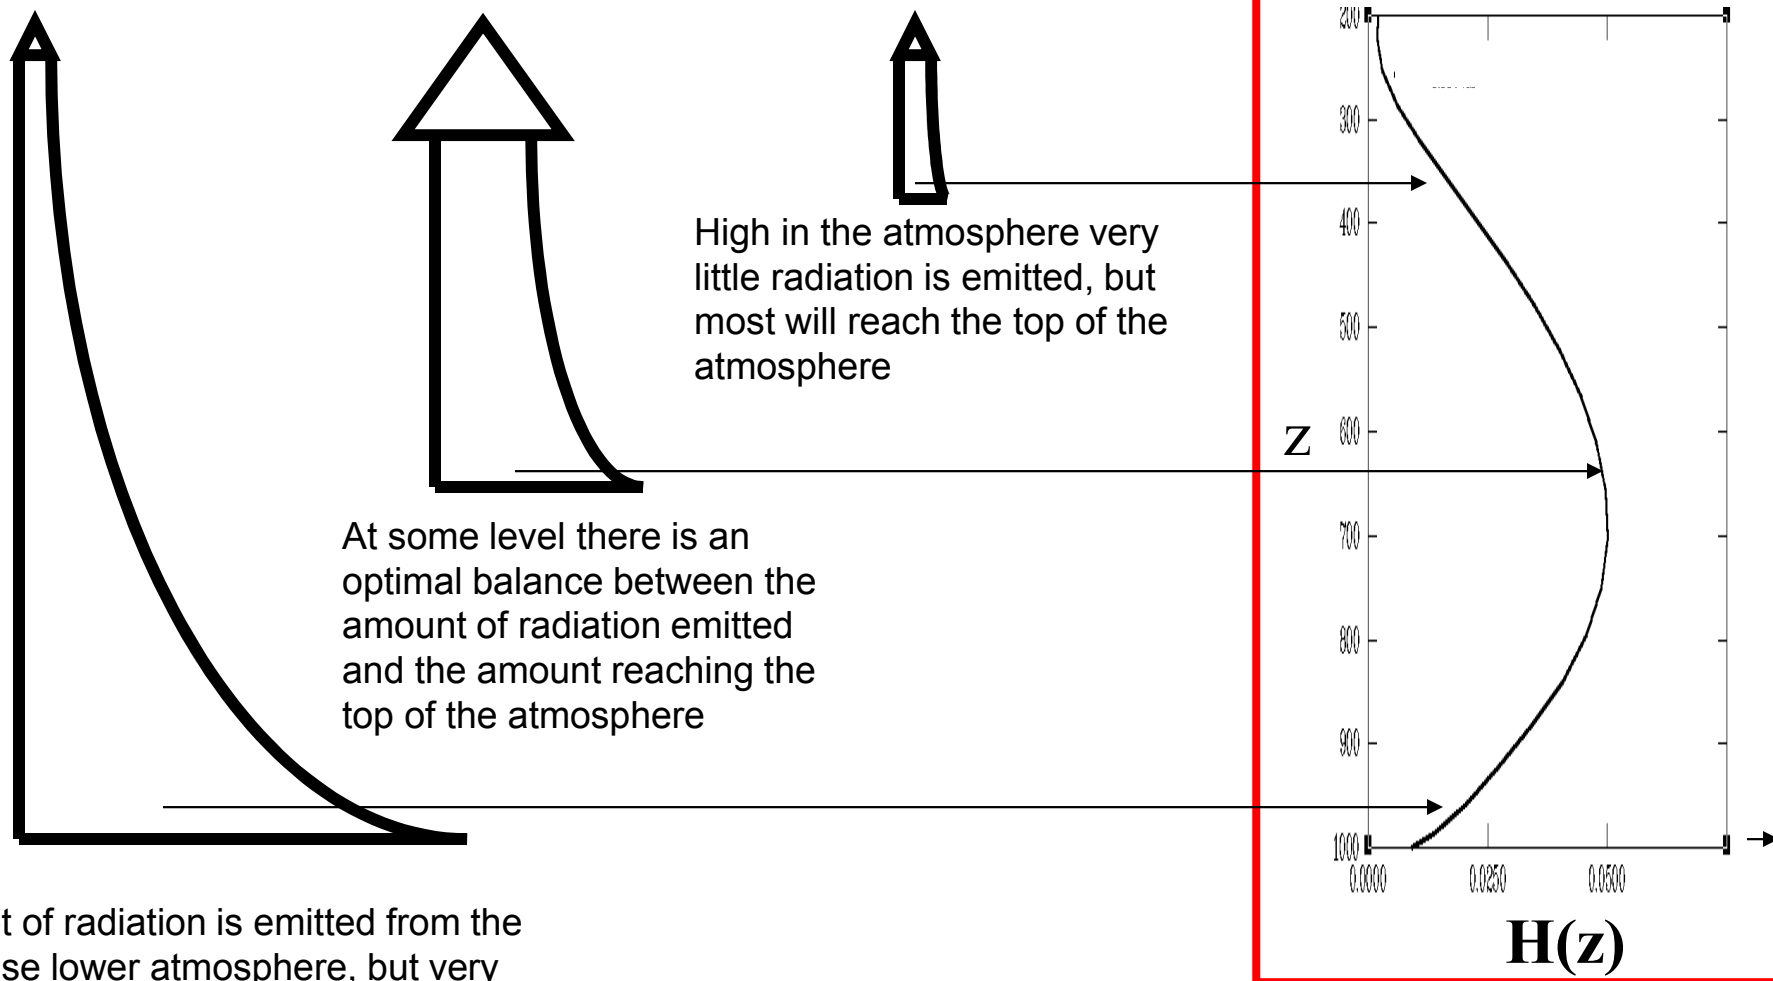 High in the atmosphere very
little radiation is emitted, but
most will reach the top of the
atmosphere
At some level there is an
optimal balance between the
amount of radiation emitted
and the amount reaching the
top of the atmosphere
t of radiation is emitted from the
se lower atmosphere, but very
z
200
300
400
500
600
700
800
900
1000
0.0000 0.0250 0.0500
H(z)